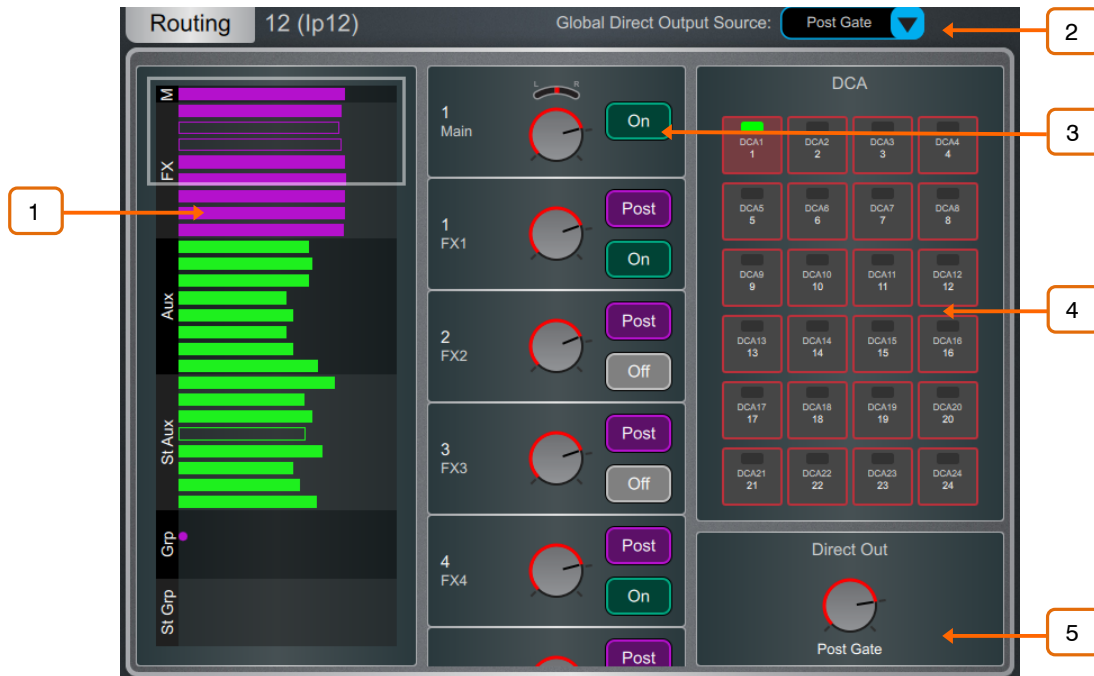 Routing
12 (Ip12)
Global Direct Output Source:
Post Gate
2
M
FX
Aux
St Aux
Grp
St Grp
1
L R
1
Main
On
3
1
FX1
Post
On
2
FX2
Post
Off
3
FX3
Post
Off
4
FX4
Post
On
Post
DCA
DCA1 DCA2 DCA3 DCA4
1 2 3 4
DCA5 DCA6 DCA7 DCA8
5 6 7 8
DCA9 DCA10 DCA11 DCA12
9 10 11 12
DCA13 DCA14 DCA15 DCA16
13 14 15 16
DCA17 DCA18 DCA19 DCA20
17 18 19 20
DCA21 DCA22 DCA23 DCA24
21 22 23 24
4
Direct Out
Post Gate
5